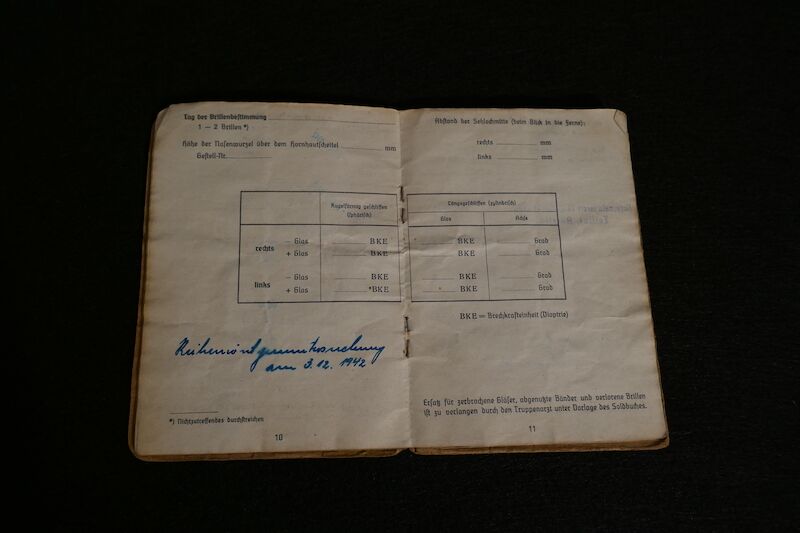 Tag der Brillenbestimmung
1 — 2 Brillen *)
Höhe der Nasenwurzel über dem Hornhautscheitel mm
Gestell-Nr.
Kugelförmig geschliffen
(sphärisch)
rechts
— Glas BKE
+ Glas BKE
links
— Glas BKE
+ Glas BKE
Reihenröntgenuntersuchung
am 3.12.1942
*) Nichtzutreffendes durchstreichen
10
Abstand der Sehlochmitte (beim Blick in die Ferne):
rechts mm
links mm
Längsgeschliffen (zylindrisch)
Glas Achse
BKE Grad
BKE Grad
BKE Grad
BKE Grad
BKE = Brechkrafteinheit (Dioptrie)
Ersatz für zerbrochene Gläser, abgenutzte Bänder und verlorene Brillen
ist zu verlangen durch den Truppenarzt unter Vorlage des Soldbuches.
11